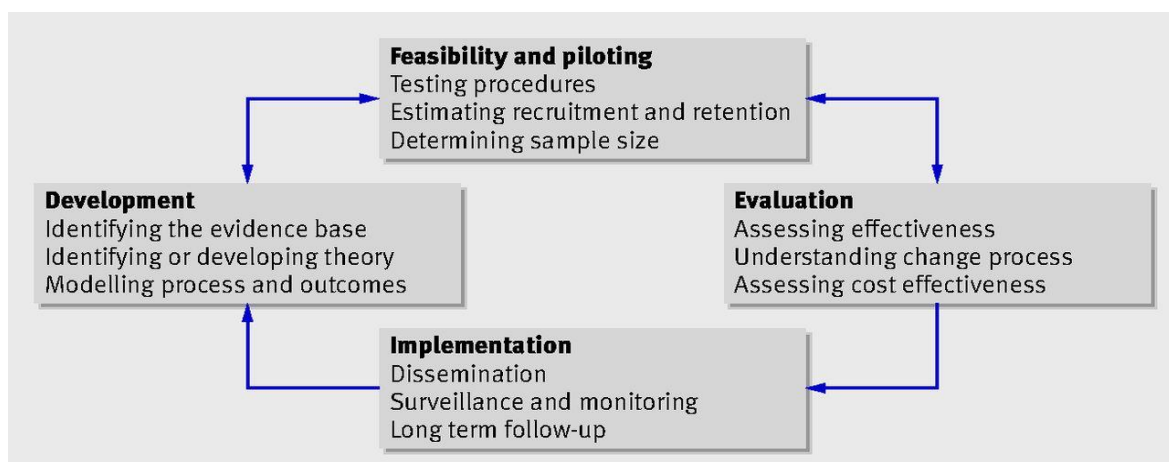 Feasibility and piloting
Testing procedures
Estimating recruitment and retention
Determining sample size
Development
Identifying the evidence base
Identifying or developing theory
Modelling process and outcomes
Evaluation
Assessing effectiveness
Understanding change process
Assessing cost effectiveness
Implementation
Dissemination
Surveillance and monitoring
Long term follow-up